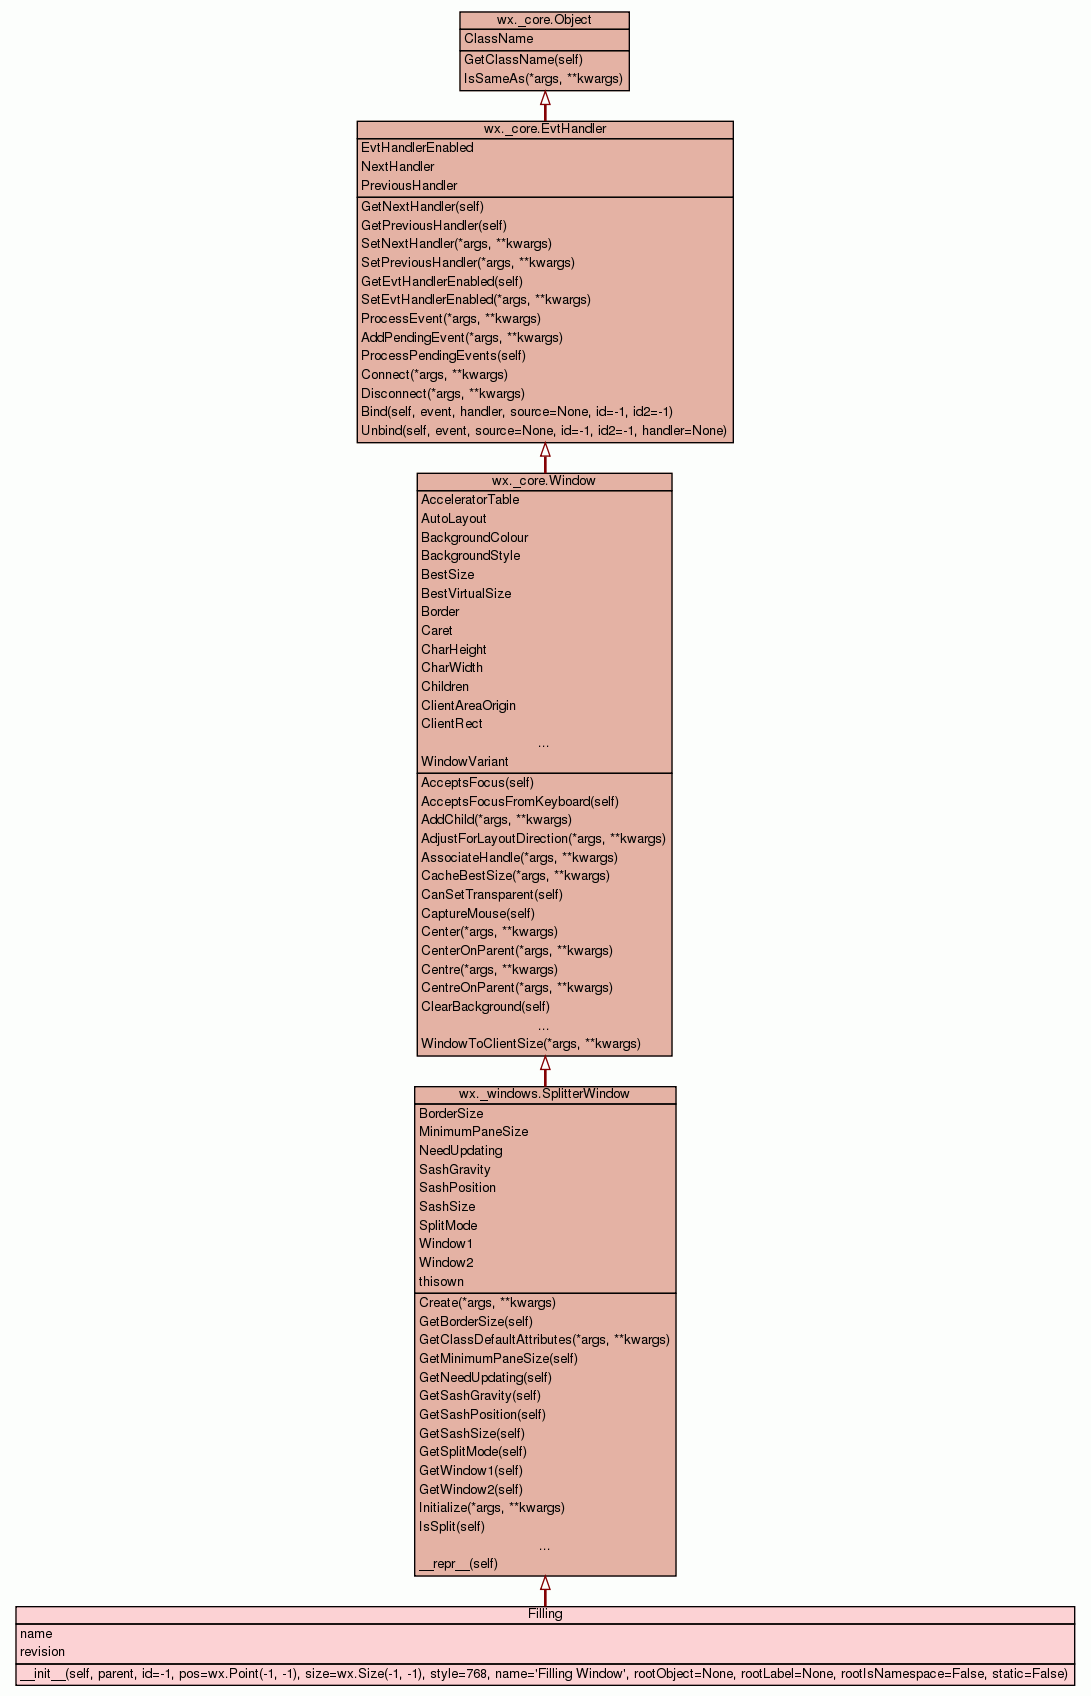 wx._core.Object
ClassName
GetClassName(self)
IsSameAs(*args, **kwargs)
wx._core.EvtHandler
EvtHandlerEnabled
NextHandler
PreviousHandler
GetNextHandler(self)
GetPreviousHandler(self)
SetNextHandler(*args, **kwargs)
SetPreviousHandler(*args, **kwargs)
GetEvtHandlerEnabled(self)
SetEvtHandlerEnabled(*args, **kwargs)
ProcessEvent(*args, **kwargs)
AddPendingEvent(*args, **kwargs)
ProcessPendingEvents(self)
Connect(*args, **kwargs)
Disconnect(*args, **kwargs)
Bind(self, event, handler, source=None, id=-1, id2=-1)
Unbind(self, event, source=None, id=-1, id2=-1, handler=None)
wx._core.Window
AcceleratorTable
AutoLayout
BackgroundColour
BackgroundStyle
BestSize
BestVirtualSize
Border
Caret
CharHeight
CharWidth
Children
ClientAreaOrigin
ClientRect
...
WindowVariant
AcceptsFocus(self)
AcceptsFocusFromKeyboard(self)
AddChild(*args, **kwargs)
AdjustForLayoutDirection(*args, **kwargs)
AssociateHandle(*args, **kwargs)
CacheBestSize(*args, **kwargs)
CanSetTransparent(self)
CaptureMouse(self)
Center(*args, **kwargs)
CenterOnParent(*args, **kwargs)
Centre(*args, **kwargs)
CentreOnParent(*args, **kwargs)
ClearBackground(self)
...
WindowToClientSize(*args, **kwargs)
wx._windows.SplitterWindow
BorderSize
MinimumPaneSize
NeedUpdating
SashGravity
SashPosition
SashSize
SplitMode
Window1
Window2
thisown
Create(*args, **kwargs)
GetBorderSize(self)
GetClassDefaultAttributes(*args, **kwargs)
GetMinimumPaneSize(self)
GetNeedUpdating(self)
GetSashGravity(self)
GetSashPosition(self)
GetSashSize(self)
GetSplitMode(self)
GetWindow1(self)
GetWindow2(self)
Initialize(*args, **kwargs)
IsSplit(self)
...
__repr__(self)
Filling
name
revision
__init__(self, parent, id=-1, pos=wx.Point(-1, -1), size=wx.Size(-1, -1), style=768, name='Filling Window', rootObject=None, rootLabel=None, rootIsNamespace=False, static=False)